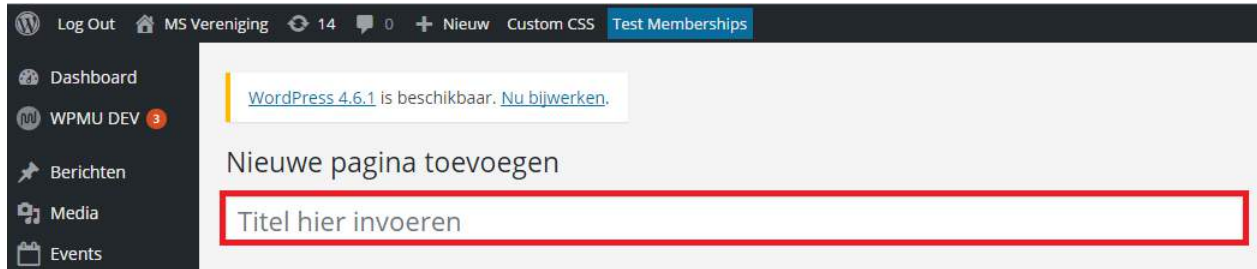 Log Out MS Vereniging 14 0 Nieuw Custom CSS Test Memberships
Dashboard
WPMU DEV 3
Berichten
Media
Events
WordPress 4.6.1 is beschikbaar. Nu bijwerken.
Nieuwe pagina toevoegen
Titel hier invoeren